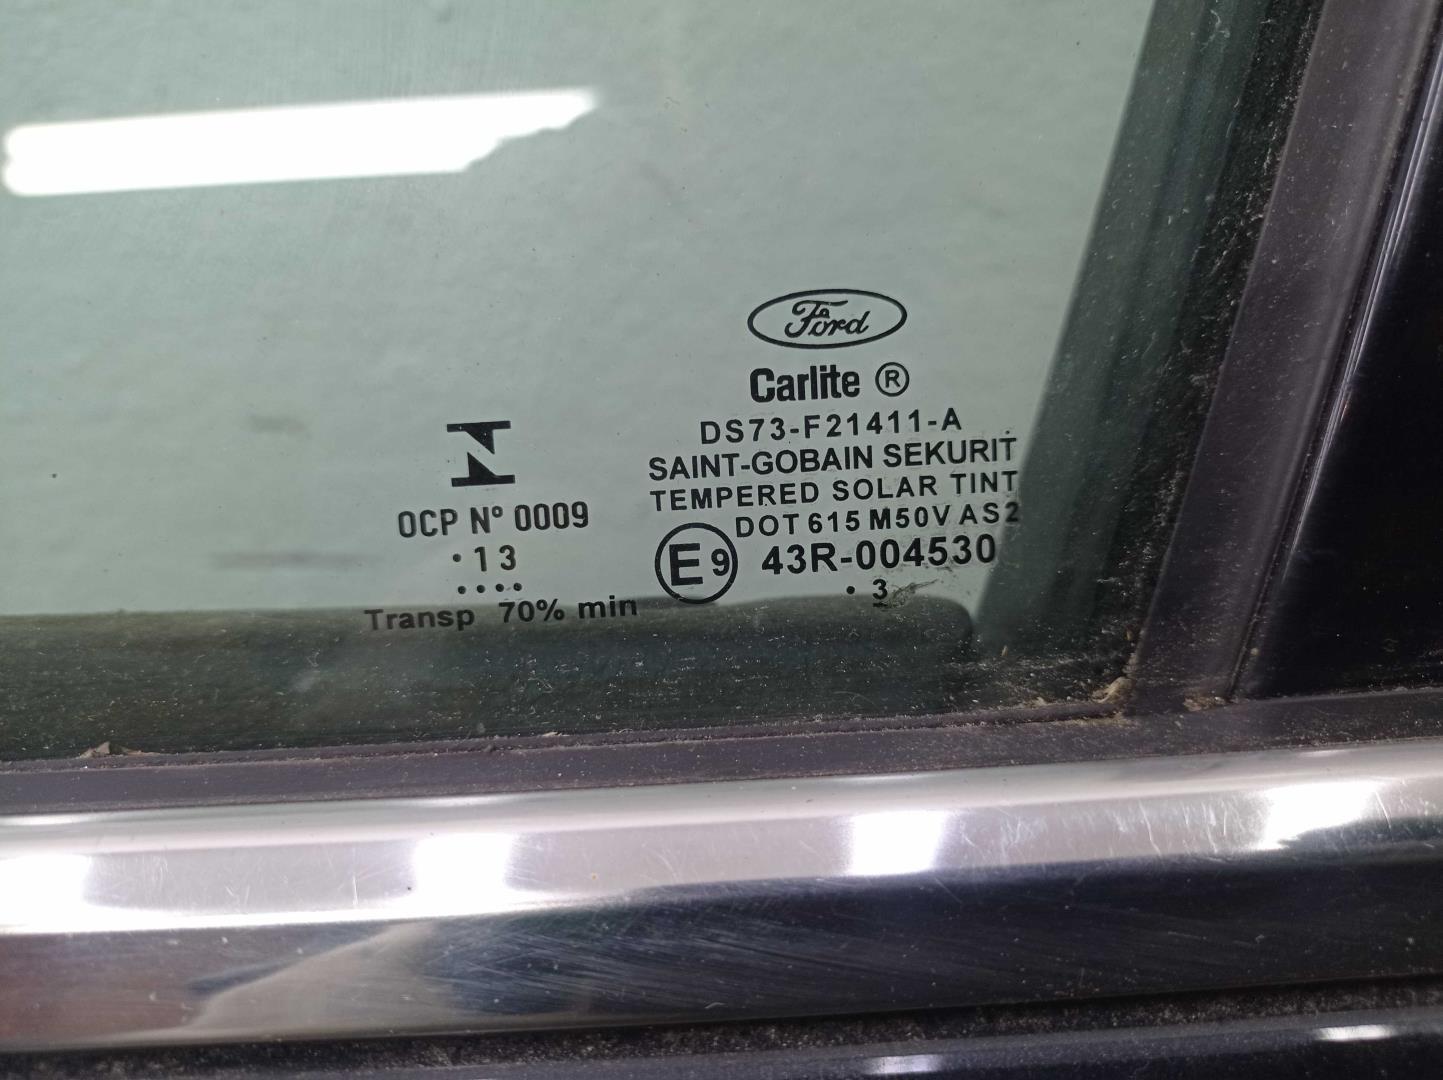 Ford
Carlite ®
DS73-F21411-A
SAINT-GOBAIN SEKURIT
TEMPERED SOLAR TINT
DOT 615 M50V AS2
E9 43R-004530
. 3
N
OCP Nº 0009
.13
....
Transp 70% min